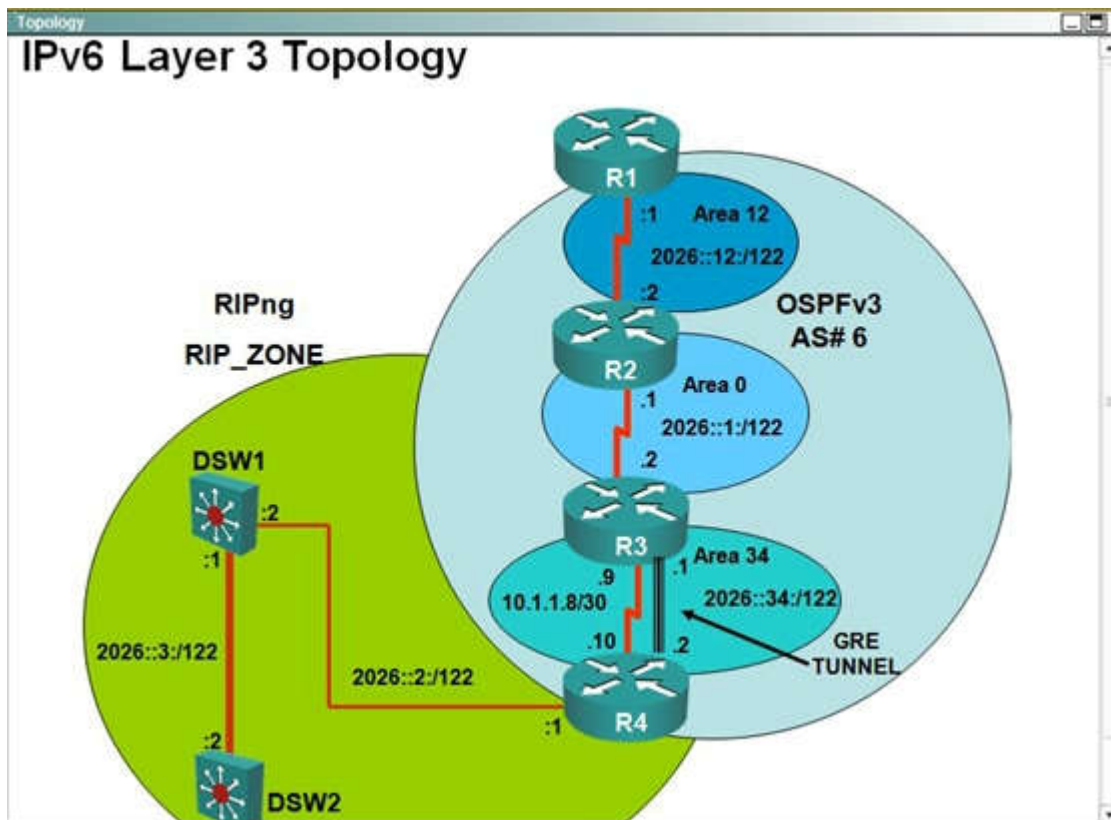 Topology
IPv6 Layer 3 Topology
R1
:1
Area 12
2026::12:/122
:2
RIPng
RIP_ZONE
OSPFv3
AS# 6
R2
.1
Area 0
2026::1:/122
.2
DSW1
:2
:1
R3
Area 34
.9
.1
10.1.1.8/30
2026::34:/122
.10
.2
GRE
TUNNEL
2026::3:/122
2026::2:/122
:1
R4
:2
DSW2